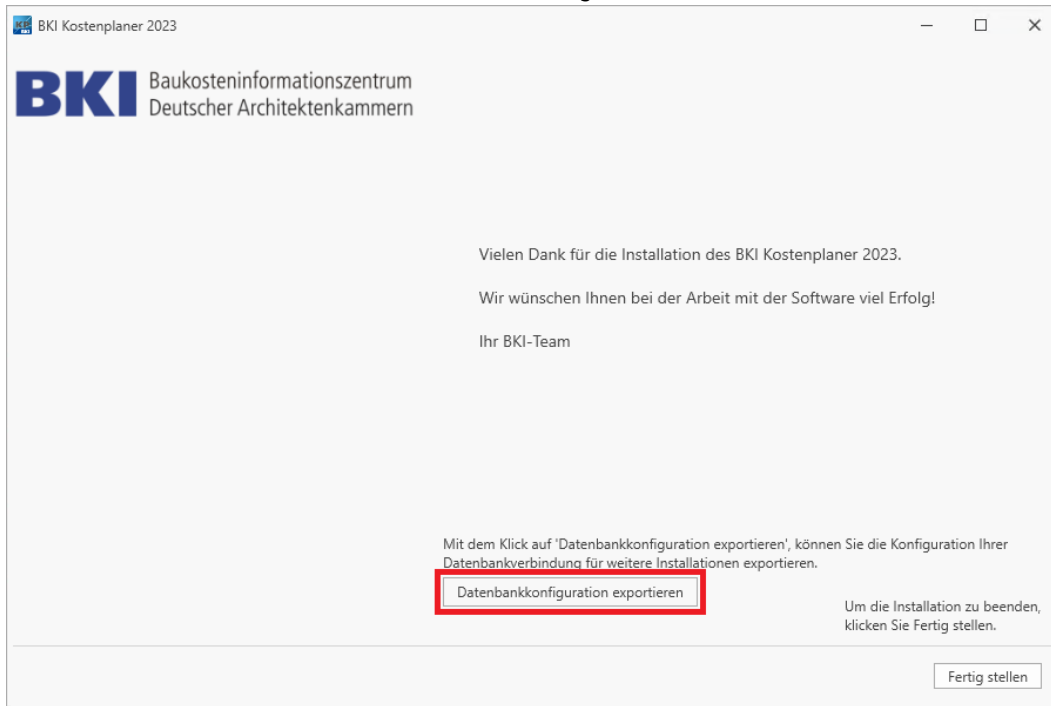 BKI Kostenplaner 2023
BKI Baukosteninformationszentrum
Deutscher Architektenkammern
Vielen Dank für die Installation des BKI Kostenplaner 2023.
Wir wünschen Ihnen bei der Arbeit mit der Software viel Erfolg!
Ihr BKI-Team
Mit dem Klick auf 'Datenbankkonfiguration exportieren', können Sie die Konfiguration Ihrer
Datenbankverbindung für weitere Installationen exportieren.
Datenbankkonfiguration exportieren
Um die Installation zu beenden,
klicken Sie Fertig stellen.
Fertig stellen